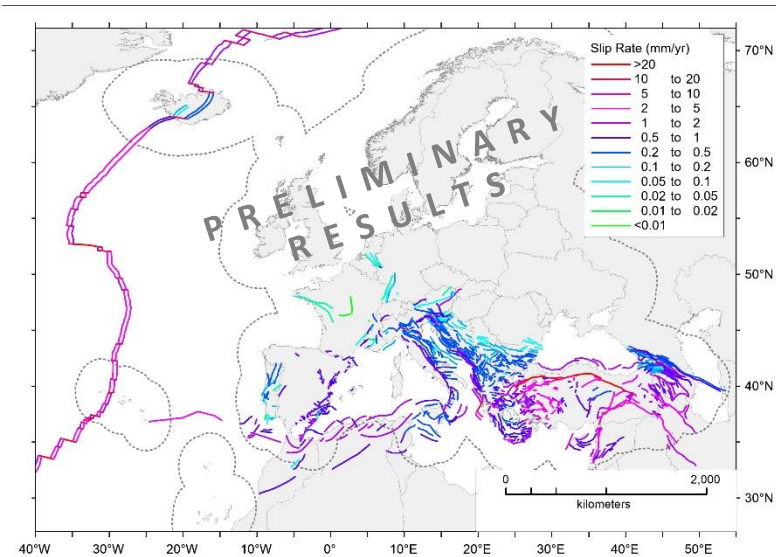 Slip Rate (mm/yr)
>20
10 to 20
5 to 10
2 to 5
1 to 2
0.5 to 1
0.2 to 0.5
0.1 to 0.2
0.05 to 0.1
0.02 to 0.05
0.01 to 0.02
<0.01
PRELIMINARY
RESULTS
70°N
60°N
50°N
40°N
30°N
0 2,000
kilometers
40°W 30°W 20°W 10°W 0° 10°E 20°E 30°E 40°E 50°E